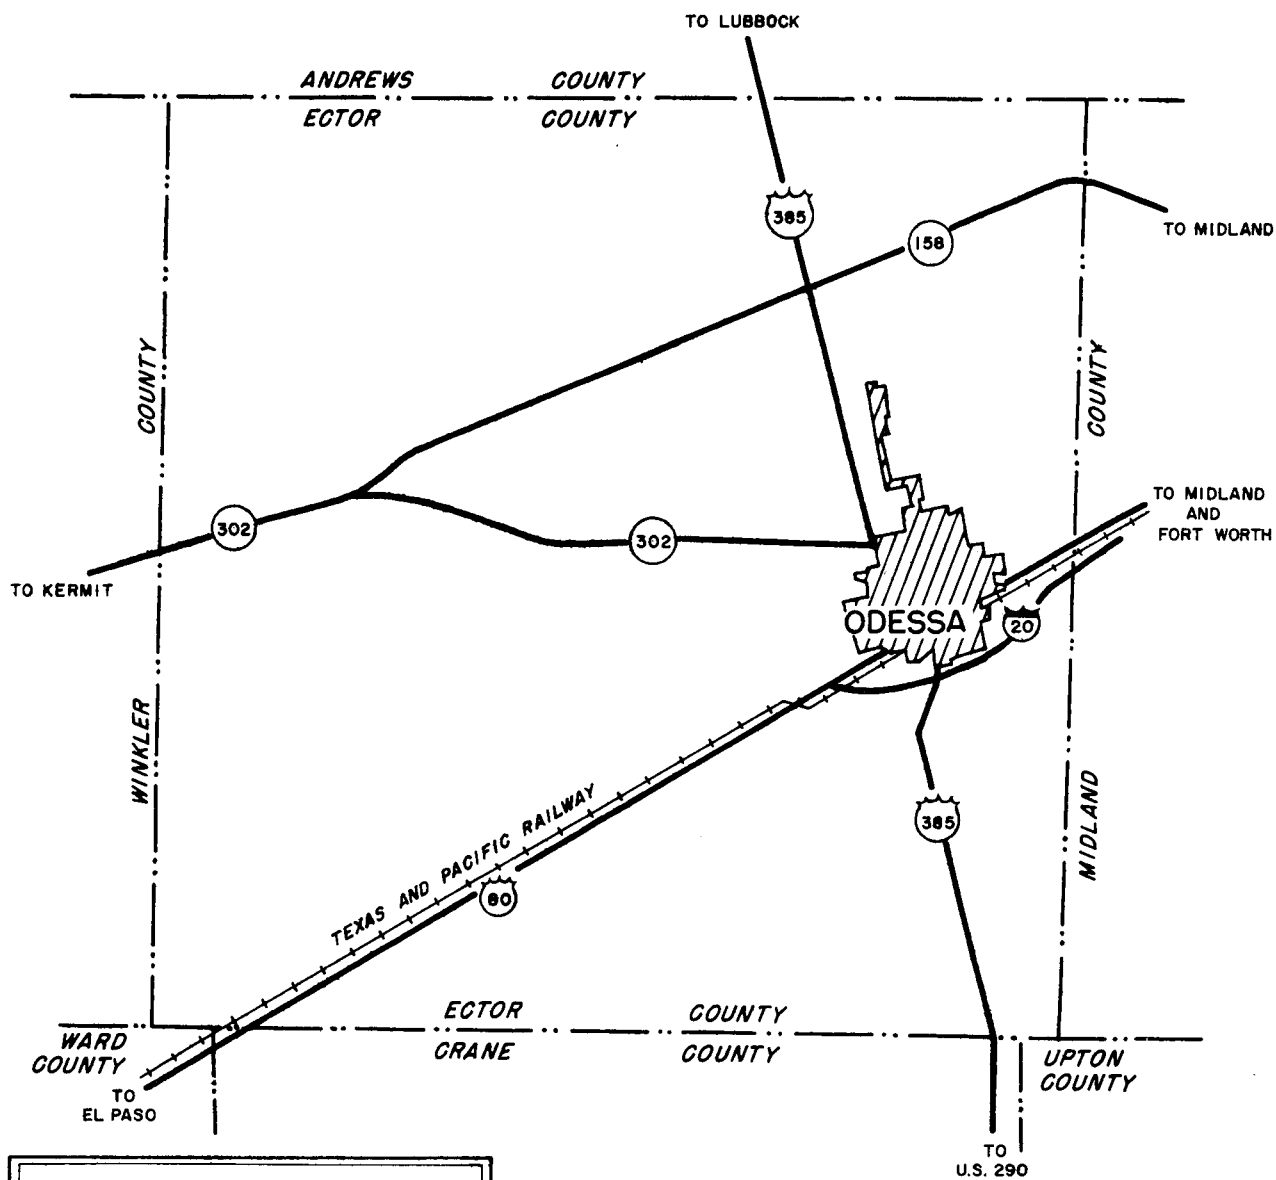 TO LUBBOCK
ANDREWS COUNTY
ECTOR COUNTY
385
158
TO MIDLAND
COUNTY
COUNTY
302
302
TO KERMIT
TO MIDLAND
AND
FORT WORTH
ODESSA
20
WINKLER
MIDLAND
385
TEXAS AND PACIFIC RAILWAY
80
ECTOR COUNTY
CRANE COUNTY
WARD
COUNTY
UPTON
COUNTY
TO
EL PASO
TO
U.S. 290